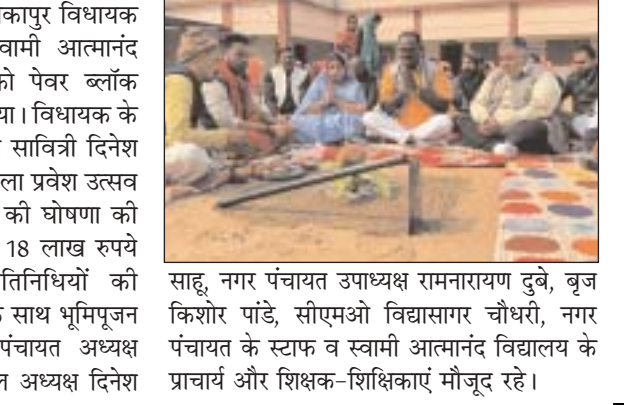 विधायक
आत्मानंद
पेवर ब्लॉक
विधायक के
सावित्री दिनेश
प्रवेश उत्सव
की घोषणा की
18 लाख रुपये
की
साथ भूमिपूजन
पंचायत अध्यक्ष
अध्यक्ष दिनेश
साहू, नगर पंचायत उपाध्यक्ष रामनारायण दुबे, बृज
किशोर पांडे, सीएमओ विद्यासागर चौधरी, नगर
पंचायत के स्टाफ व स्वामी आत्मानंद विद्यालय के
प्राचार्य और शिक्षक-शिक्षिकाएं मौजूद रहे।